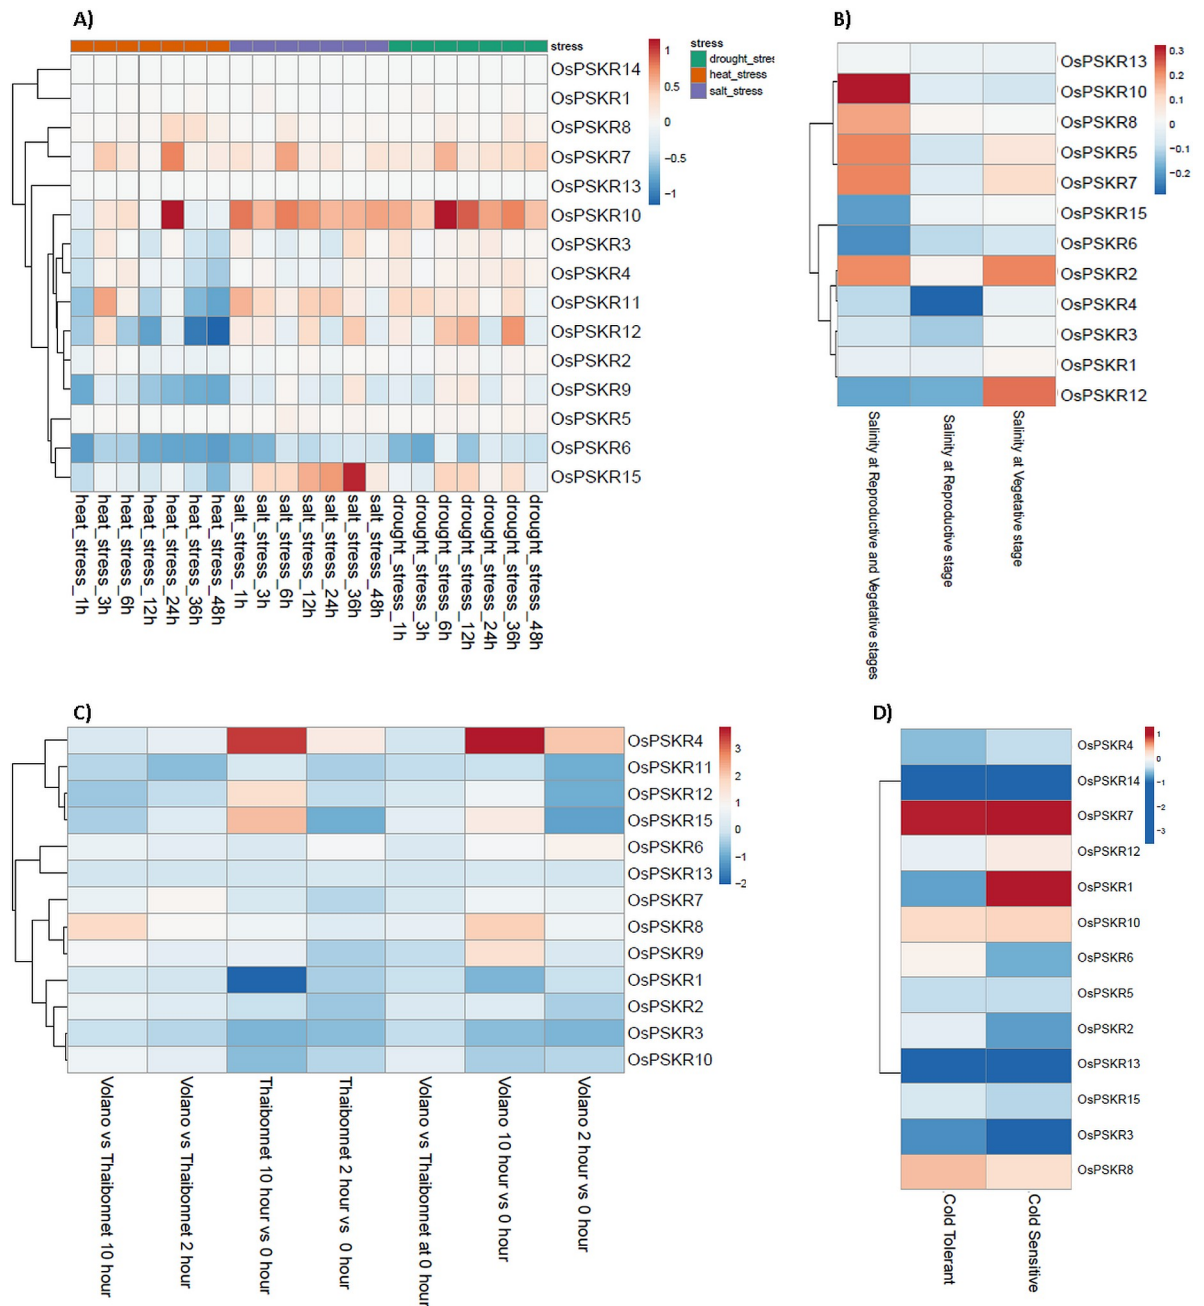 A)
stress
1
0.5
0
−0.5
−1
stress
drought_stres
heat_stress
salt_stress
OsPSKR14
OsPSKR1
OsPSKR8
OsPSKR7
OsPSKR13
OsPSKR10
OsPSKR3
OsPSKR4
OsPSKR11
OsPSKR12
OsPSKR2
OsPSKR9
OsPSKR5
OsPSKR6
OsPSKR15
heat_stress_1h
heat_stress_3h
heat_stress_6h
heat_stress_12h
heat_stress_24h
heat_stress_36h
heat_stress_48h
salt_stress_1h
salt_stress_3h
salt_stress_6h
salt_stress_12h
salt_stress_24h
salt_stress_36h
salt_stress_48h
drought_stress_1h
drought_stress_3h
drought_stress_6h
drought_stress_12h
drought_stress_24h
drought_stress_36h
drought_stress_48h
B)
0.3
0.2
0.1
0
−0.1
−0.2
OsPSKR13
OsPSKR10
OsPSKR8
OsPSKR5
OsPSKR7
OsPSKR15
OsPSKR6
OsPSKR2
OsPSKR4
OsPSKR3
OsPSKR1
OsPSKR12
Salinity at Reproductive and Vegetative stages
Salinity at Reproductive stage
Salinity at Vegetative stage
C)
3
2
1
0
−1
−2
OsPSKR4
OsPSKR11
OsPSKR12
OsPSKR15
OsPSKR6
OsPSKR13
OsPSKR7
OsPSKR8
OsPSKR9
OsPSKR1
OsPSKR2
OsPSKR3
OsPSKR10
Volano vs Thaibonnet 10 hour
Volano vs Thaibonnet 2 hour
Thaibonnet 10 hour vs 0 hour
Thaibonnet 2 hour vs 0 hour
Volano vs Thaibonnet at 0 hour
Volano 10 hour vs 0 hour
Volano 2 hour vs 0 hour
D)
1
1
0
−1
−2
−3
OsPSKR4
OsPSKR14
OsPSKR7
OsPSKR12
OsPSKR1
OsPSKR10
OsPSKR6
OsPSKR5
OsPSKR2
OsPSKR13
OsPSKR15
OsPSKR3
OsPSKR8
Cold Tolerant
Cold Sensitive